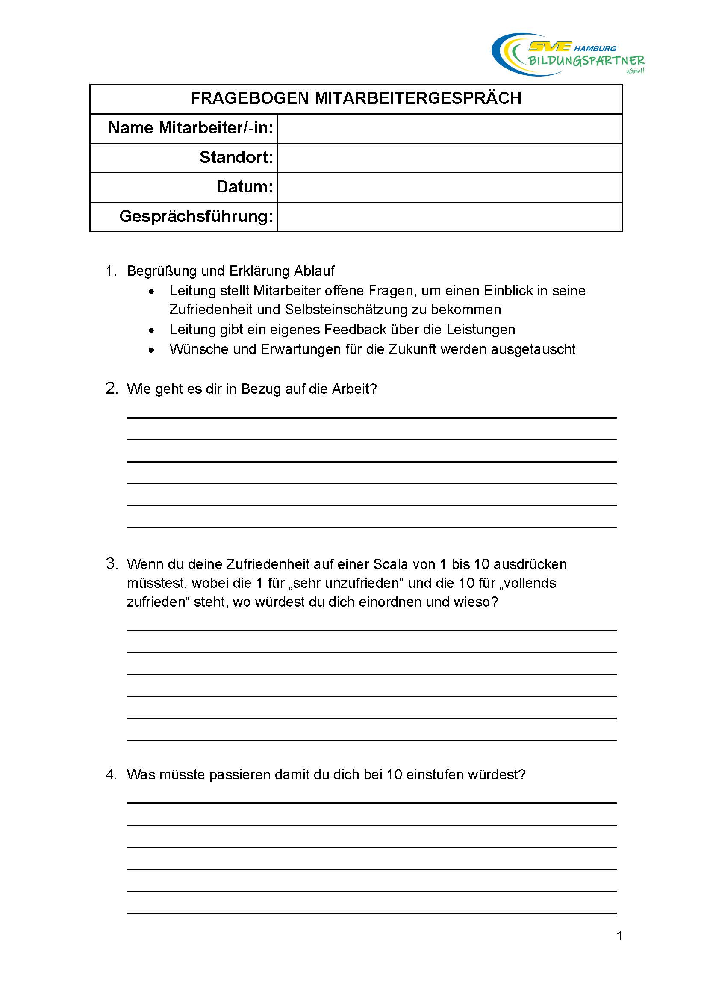 SVE HAMBURG
BILDUNGSPARTNER
gGmbH
FRAGEBOGEN MITARBEITERGESPRÄCH
Name Mitarbeiter/-in:
Standort:
Datum:
Gesprächsführung:
1. Begrüßung und Erklärung Ablauf
• Leitung stellt Mitarbeiter offene Fragen, um einen Einblick in seine
Zufriedenheit und Selbsteinschätzung zu bekommen
• Leitung gibt ein eigenes Feedback über die Leistungen
• Wünsche und Erwartungen für die Zukunft werden ausgetauscht
2. Wie geht es dir in Bezug auf die Arbeit?
3. Wenn du deine Zufriedenheit auf einer Scala von 1 bis 10 ausdrücken
müsstest, wobei die 1 für „sehr unzufrieden“ und die 10 für „vollends
zufrieden“ steht, wo würdest du dich einordnen und wieso?
4. Was müsste passieren damit du dich bei 10 einstufen würdest?
1